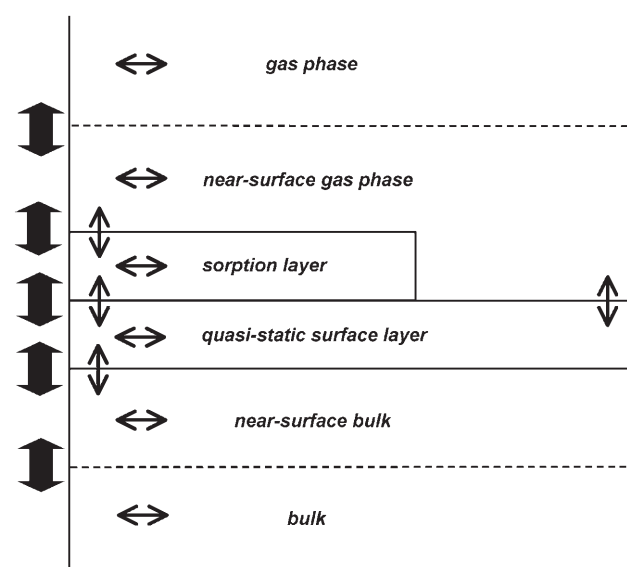 gas phase
near-surface gas phase
sorption layer
quasi-static surface layer
near-surface bulk
bulk